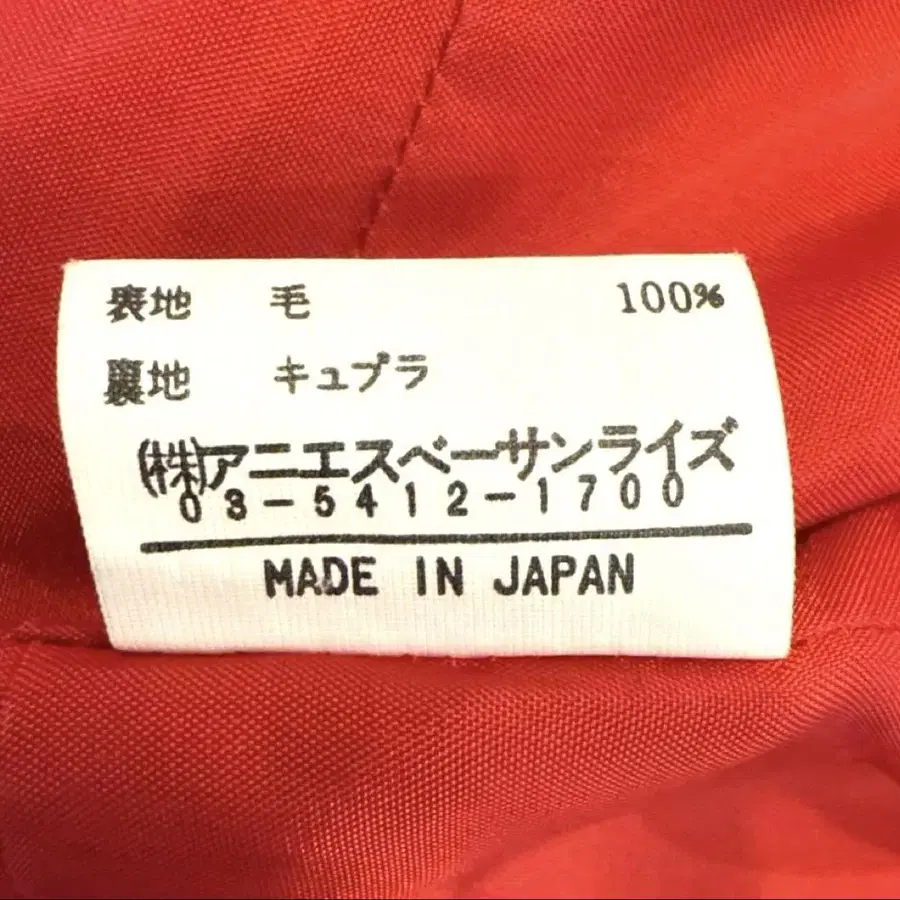 表地 毛 100%
裏地 キュプラ
(株)アニエスベーサンライズ
03-5412-1700
MADE IN JAPAN